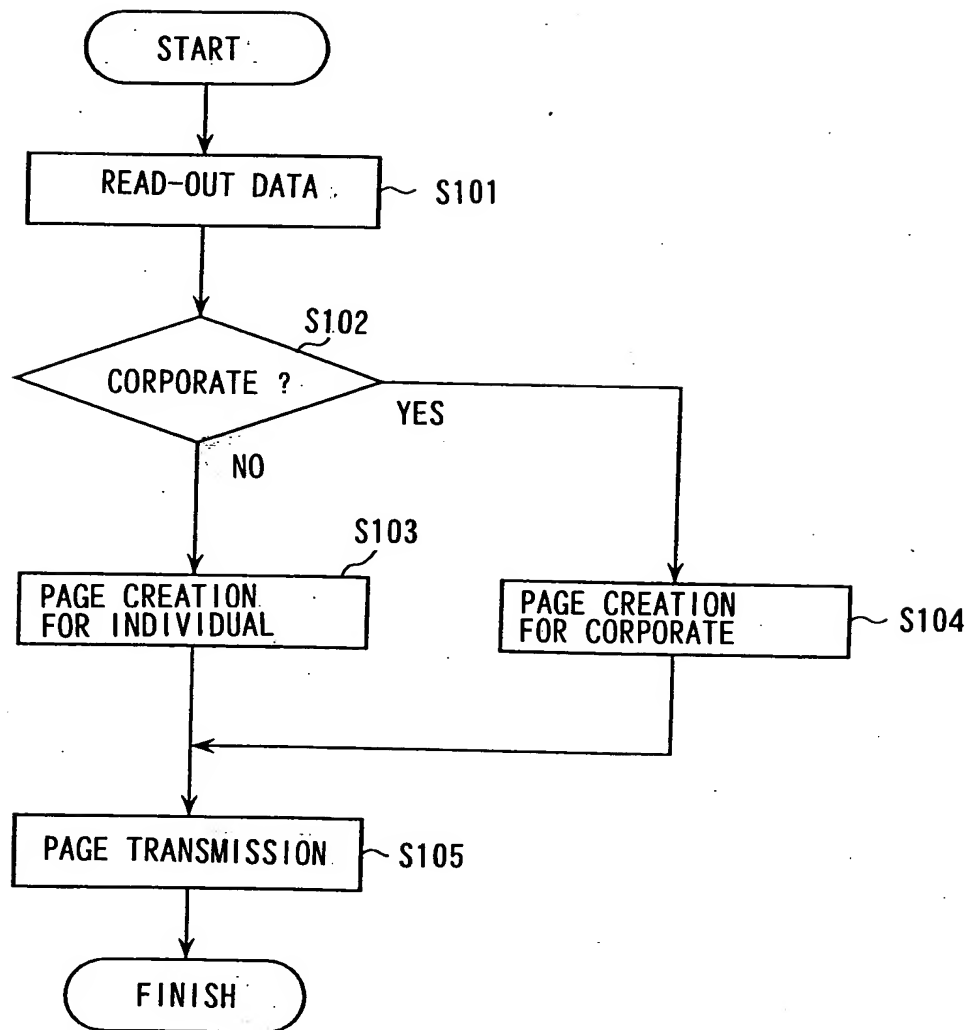 START
READ-OUT DATA
S101
S102
CORPORATE ?
YES
NO
S103
PAGE CREATION
FOR INDIVIDUAL
PAGE CREATION
FOR CORPORATE
S104
PAGE TRANSMISSION
S105
FINISH